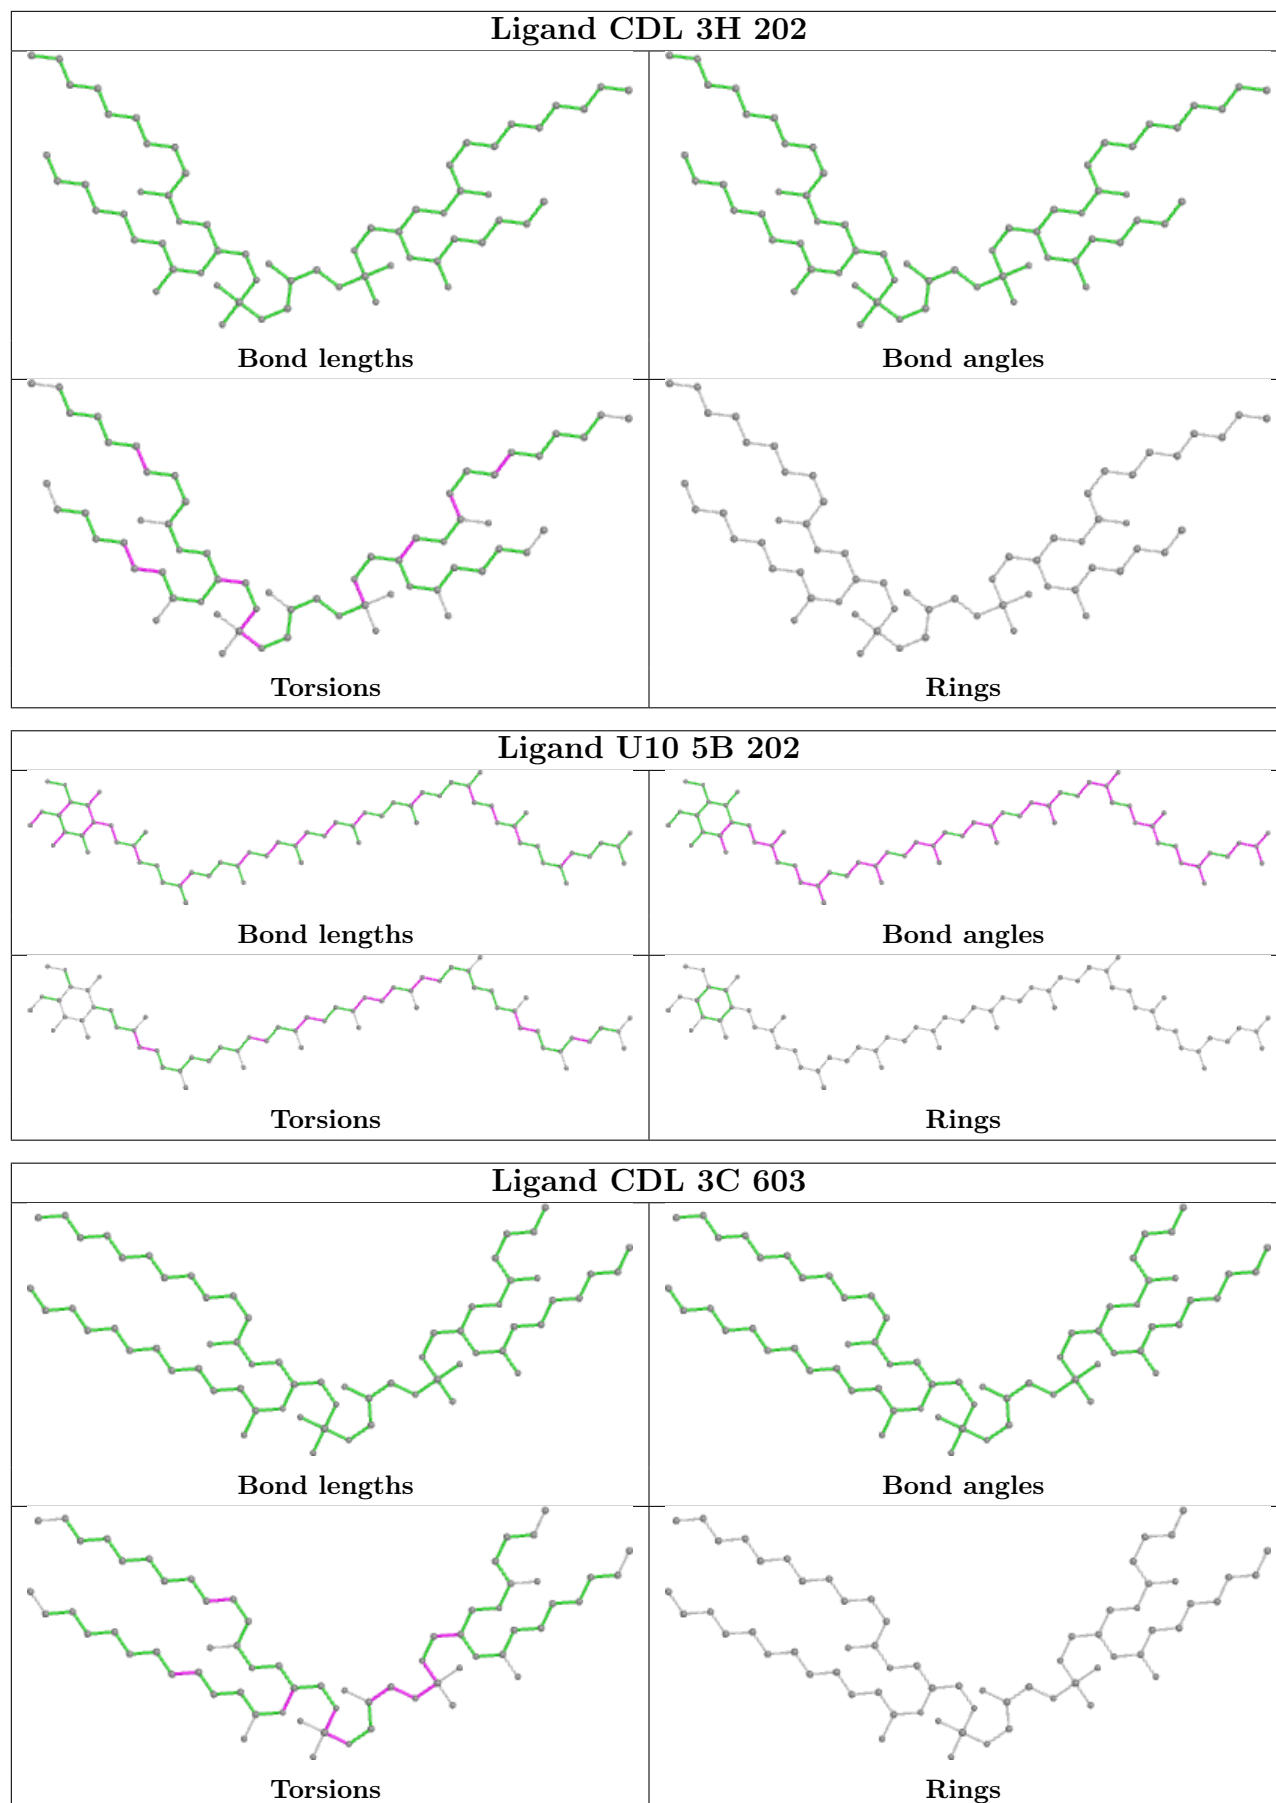 Ligand CDL 3H 202
Bond lengths
Bond angles
Torsions
Rings
Ligand U10 5B 202
Bond lengths
Bond angles
Torsions
Rings
Ligand CDL 3C 603
Bond lengths
Bond angles
Torsions
Rings